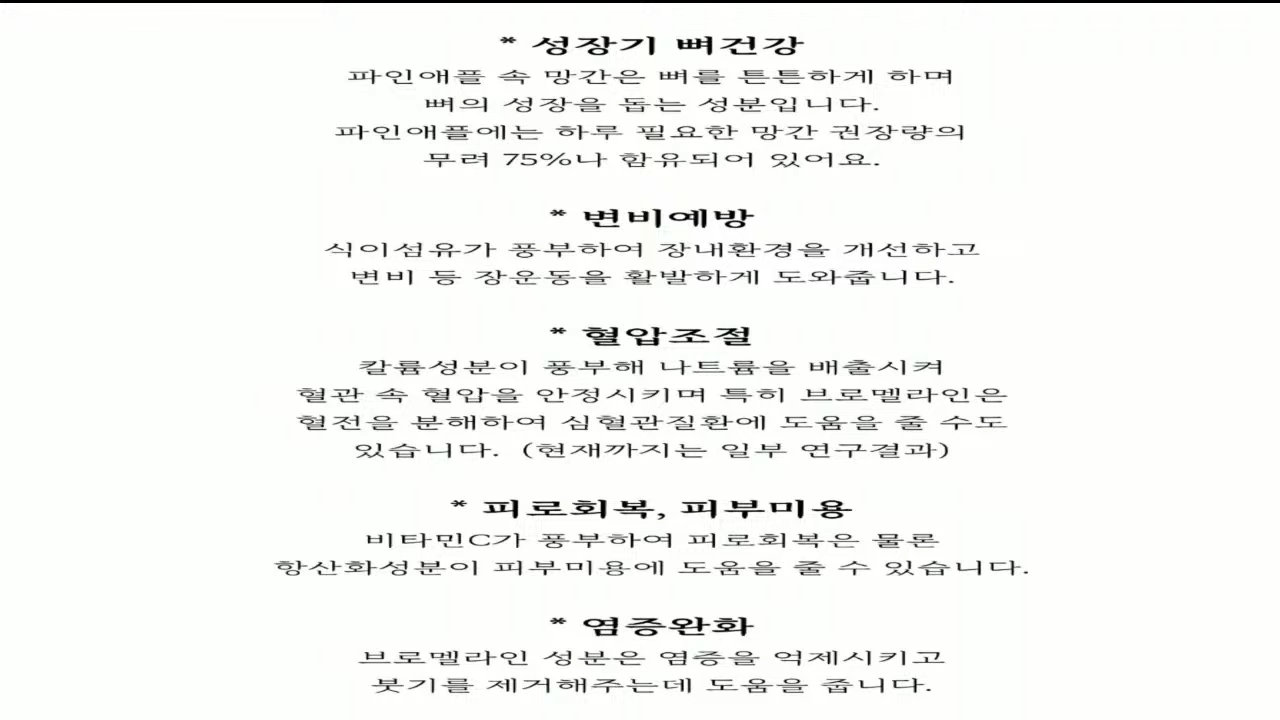 * 성장기 뼈건강
파인애플 속 망간은 뼈를 튼튼하게 하며
뼈의 성장을 돕는 성분입니다.
파인애플에는 하루 필요한 망간 권장량의
무려 75%나 함유되어 있어요.
* 변비예방
식이섬유가 풍부하여 장내환경을 개선하고
변비 등 장운동을 활발하게 도와줍니다.
* 혈압조절
칼륨성분이 풍부해 나트륨을 배출시켜
혈관 속 혈압을 안정시키며 특히 브로멜라인은
혈전을 분해하여 심혈관질환에 도움을 줄 수도
있습니다. (현재까지는 일부 연구결과)
* 피로회복, 피부미용
비타민C가 풍부하여 피로회복은 물론
항산화성분이 피부미용에 도움을 줄 수 있습니다.
* 염증완화
브로멜라인 성분은 염증을 억제시키고
붓기를 제거해주는데 도움을 줍니다.